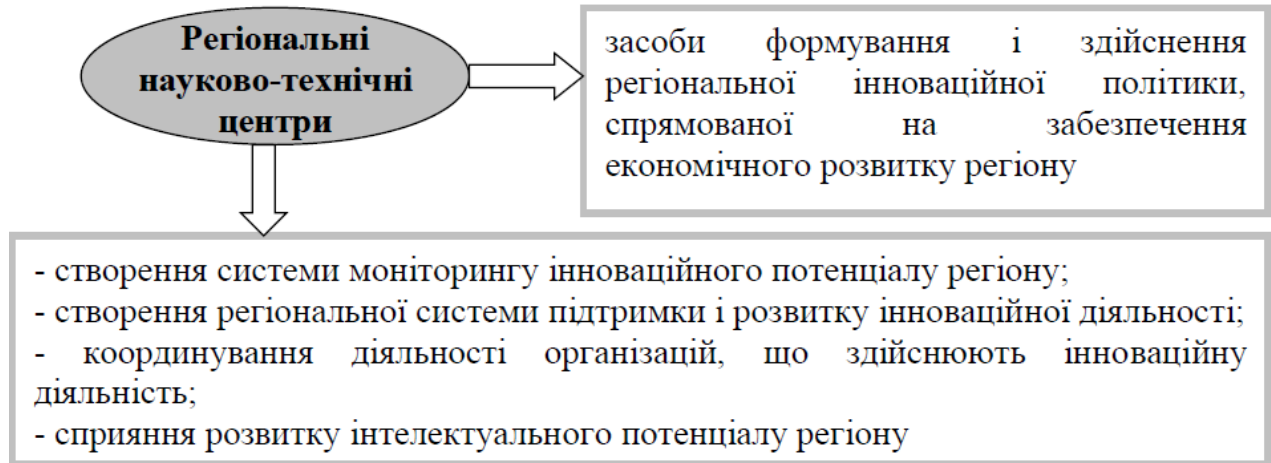 Регіональні
науково-технічні
центри
засоби формування і здійснення
регіональної інноваційної політики,
спрямованої на забезпечення
економічного розвитку регіону
- створення системи моніторингу інноваційного потенціалу регіону;
- створення регіональної системи підтримки і розвитку інноваційної діяльності;
- координування діяльності організацій, що здійснюють інноваційну
діяльність;
- сприяння розвитку інтелектуального потенціалу регіону